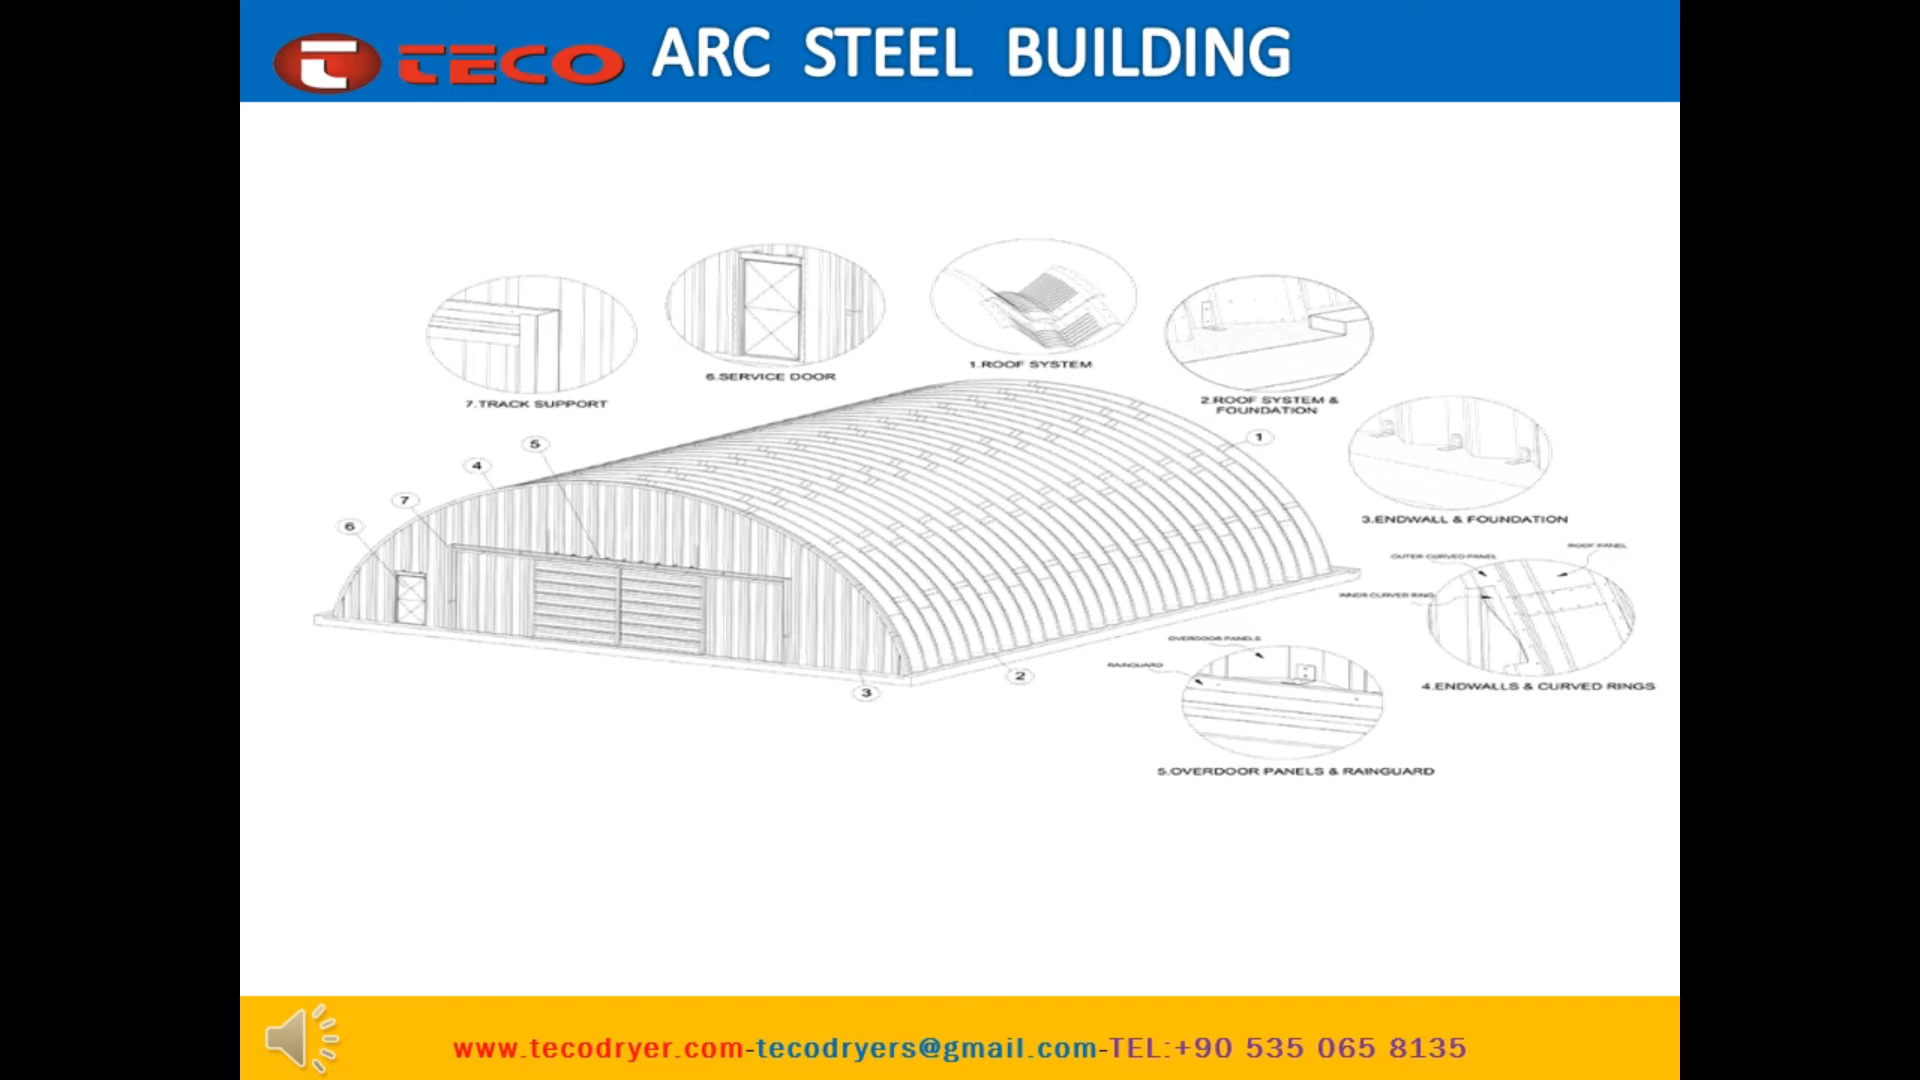 TECO ARC STEEL BUILDING
7.TRACK SUPPORT
6.SERVICE DOOR
1.ROOF SYSTEM
2.ROOF SYSTEM &
FOUNDATION
3.ENDWALL & FOUNDATION
OUTER CURVED PANEL
ROOF PANEL
INNER CURVED RING
4.ENDWALLS & CURVED RINGS
OVERDOOR PANELS
RAINGUARD
5.OVERDOOR PANELS & RAINGUARD
5
4
7
6
1
2
3
www.tecodryer.com-tecodryers@gmail.com-TEL:+90 535 065 8135